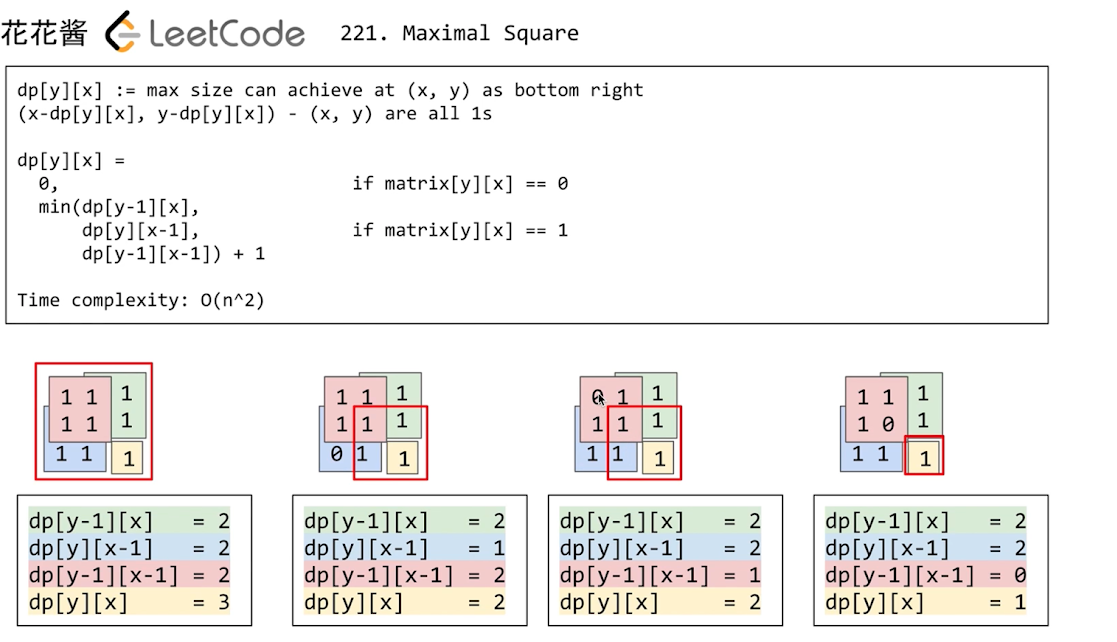 花花酱 LeetCode 221. Maximal Square
dp[y][x] := max size can achieve at (x, y) as bottom right
(x-dp[y][x], y-dp[y][x]) - (x, y) are all 1s
dp[y][x] =
0, if matrix[y][x] == 0
min(dp[y-1][x],
dp[y][x-1], if matrix[y][x] == 1
dp[y-1][x-1]) + 1
Time complexity: O(n^2)
1 1 1
1 1 1
1 1 1
1 1 1
1 1 1
0 1 1
0 1 1
1 1 1
1 1 1
1 1 1
1 0 1
1 1 1
dp[y-1][x] = 2
dp[y][x-1] = 2
dp[y-1][x-1] = 2
dp[y][x] = 3
dp[y-1][x] = 2
dp[y][x-1] = 1
dp[y-1][x-1] = 2
dp[y][x] = 2
dp[y-1][x] = 2
dp[y][x-1] = 2
dp[y-1][x-1] = 1
dp[y][x] = 2
dp[y-1][x] = 2
dp[y][x-1] = 2
dp[y-1][x-1] = 0
dp[y][x] = 1